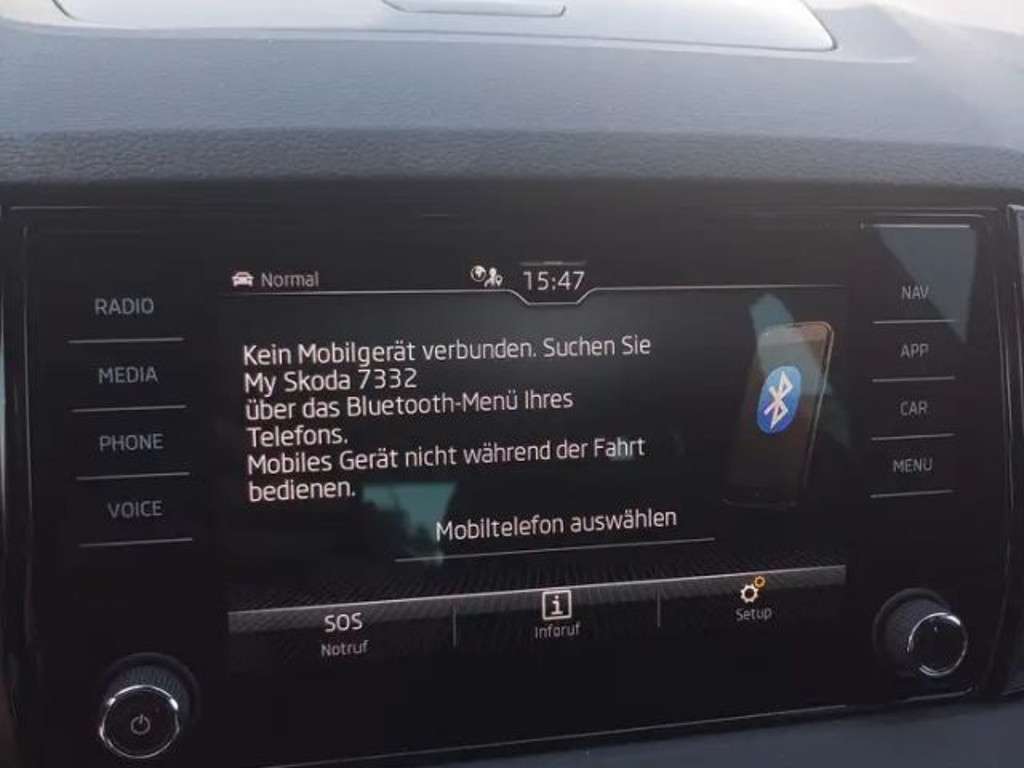 Normal
15:47
RADIO
MEDIA
PHONE
VOICE
Kein Mobilgerät verbunden. Suchen Sie
My Skoda 7332
über das Bluetooth-Menü Ihres
Telefons.
Mobiles Gerät nicht während der Fahrt
bedienen.
Mobiltelefon auswählen
NAV
APP
CAR
MENU
SOS
Notruf
i
Inforuf
Setup